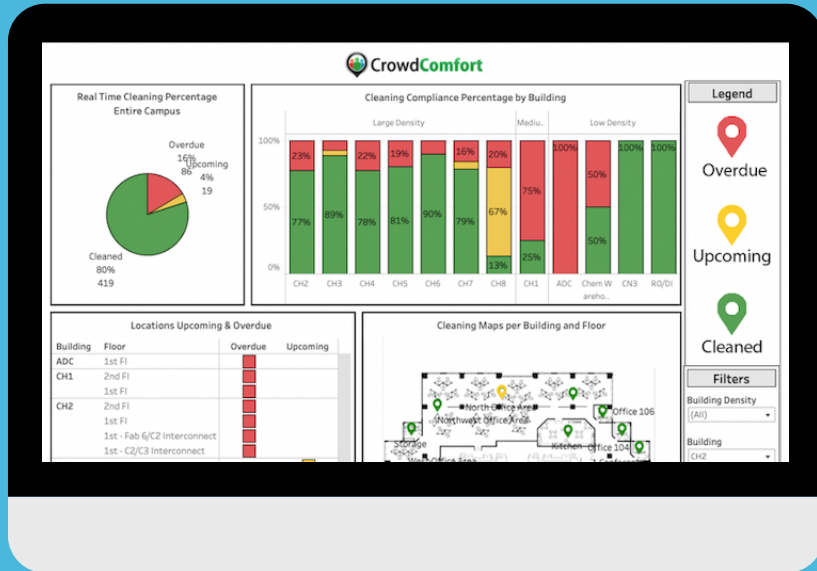 CrowdComfort
Real Time Cleaning Percentage
Entire Campus
Overdue
16%
86
Upcoming
4%
19
Cleaned
80%
419
Cleaning Compliance Percentage by Building
Large Density
Mediu..
Low Density
100%
50%
0%
23%
77%
89%
22%
78%
19%
81%
90%
16%
79%
20%
67%
13%
75%
25%
100%
50%
50%
100%
100%
CH2
CH3
CH4
CH5
CH6
CH7
CH8
CH1
ADC
Chem W
areho..
CN3
RO/DI
Legend
Overdue
Upcoming
Cleaned
Locations Upcoming & Overdue
Building Floor Overdue Upcoming
ADC 1st Fl
CH1 2nd Fl
1st Fl
CH2 2nd Fl
1st Fl
1st - Fab 6/C2 Interconnect
1st - C2/C3 Interconnect
Cleaning Maps per Building and Floor
North Office Area
Northwest Office Area
Office 106
Storage
Kitchen
Office 104
West Office Area
Filters
Building Density
(All)
Building
CH2